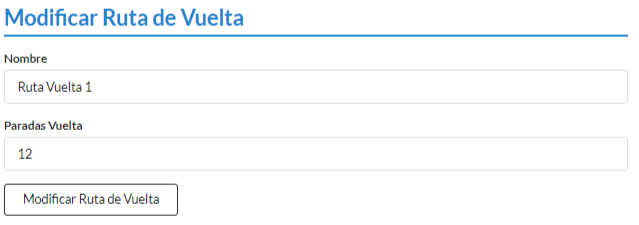 Modificar Ruta de Vuelta
Nombre
Ruta Vuelta 1
Paradas Vuelta
12
Modificar Ruta de Vuelta